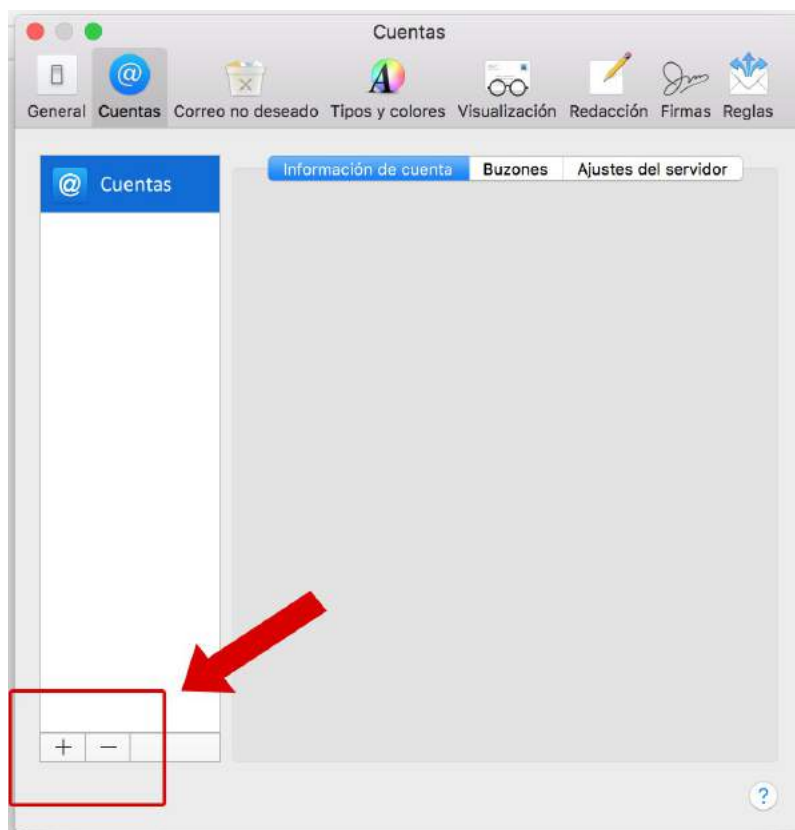 Cuentas
General Cuentas Correo no deseado Tipos y colores Visualización Redacción Firmas Reglas
@ Cuentas
Información de cuenta Buzones Ajustes del servidor
+ −
?